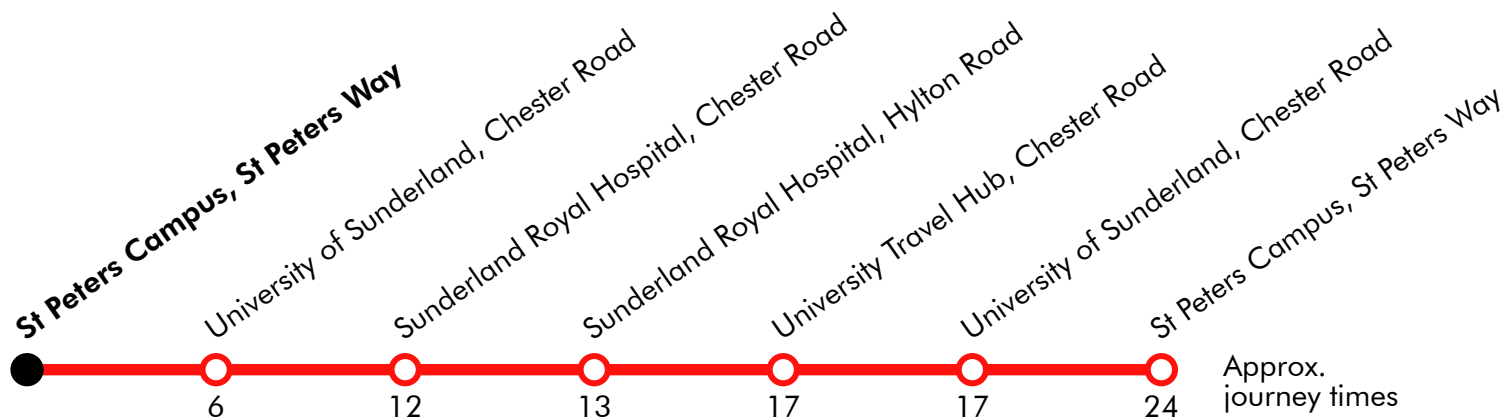 St Peters Campus, St Peters Way
University of Sunderland, Chester Road
Sunderland Royal Hospital, Chester Road
Sunderland Royal Hospital, Hylton Road
University Travel Hub, Chester Road
University of Sunderland, Chester Road
St Peters Campus, St Peters Way
6 12 13 17 17 24
Approx.
journey times